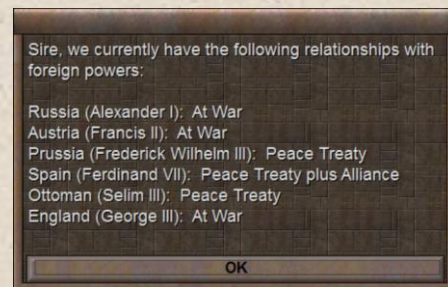 Sire, we currently have the following relationships with
foreign powers:
Russia (Alexander I): At War
Austria (Francis II): At War
Prussia (Frederick Wilhelm III): Peace Treaty
Spain (Ferdinand VII): Peace Treaty plus Alliance
Ottoman (Selim III): Peace Treaty
England (George III): At War
OK